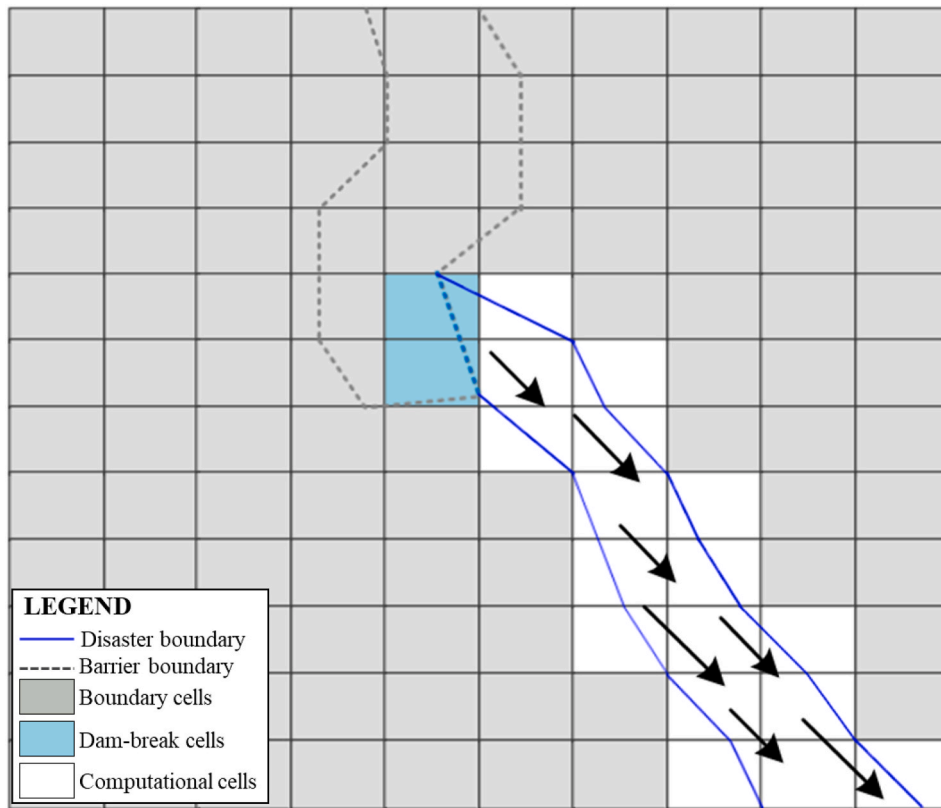 LEGEND
Disaster boundary
Barrier boundary
Boundary cells
Dam-break cells
Computational cells